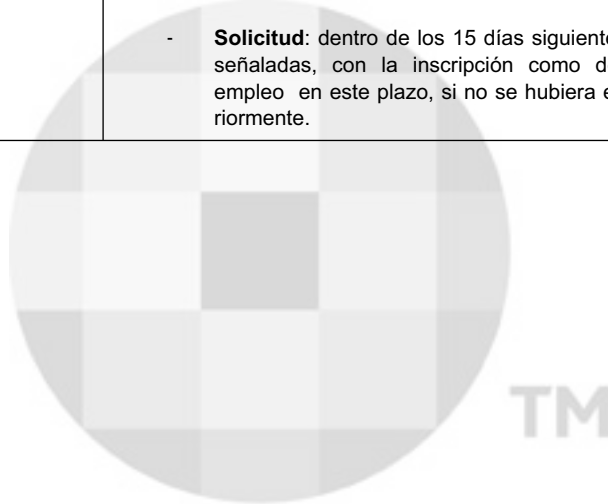 - Solicitud: dentro de los 15 días siguient
señaladas, con la inscripción como d
empleo en este plazo, si no se hubiera e
riormente.
TM